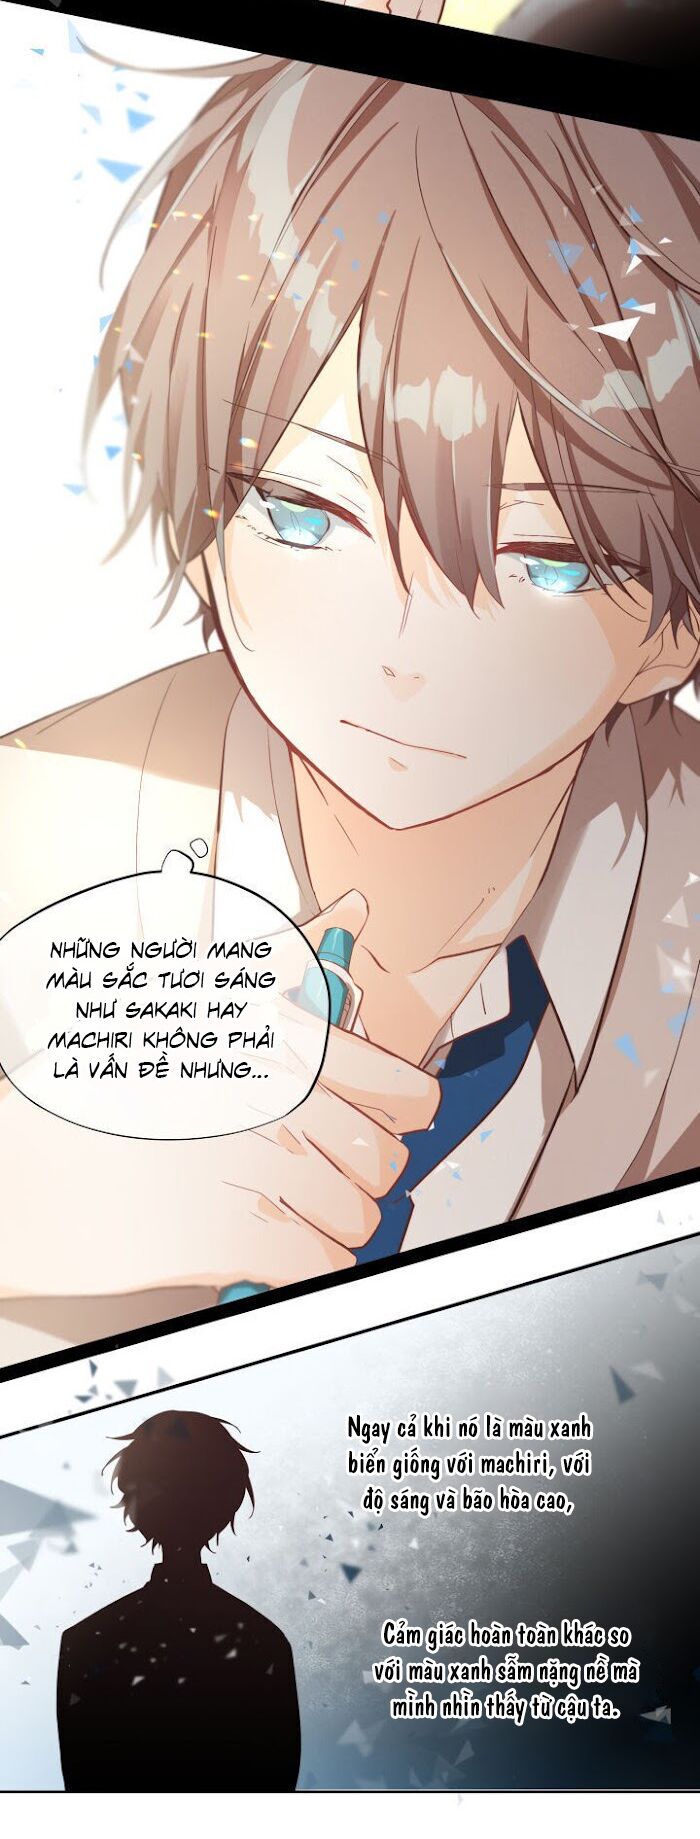 NHỮNG NGƯỜI MANG
MÀU SẮC TƯƠI SÁNG
NHƯ SAKAKI HAY
MACHIRI KHÔNG PHẢI
LÀ VẤN ĐỀ NHƯNG...
Ngay cả khi nó là màu xanh
biển giống với machiri, với
độ sáng và bão hòa cao,
Cảm giác hoàn toàn khác so
với màu xanh sẫm nặng nề mà
mình nhìn thấy từ cậu ta.